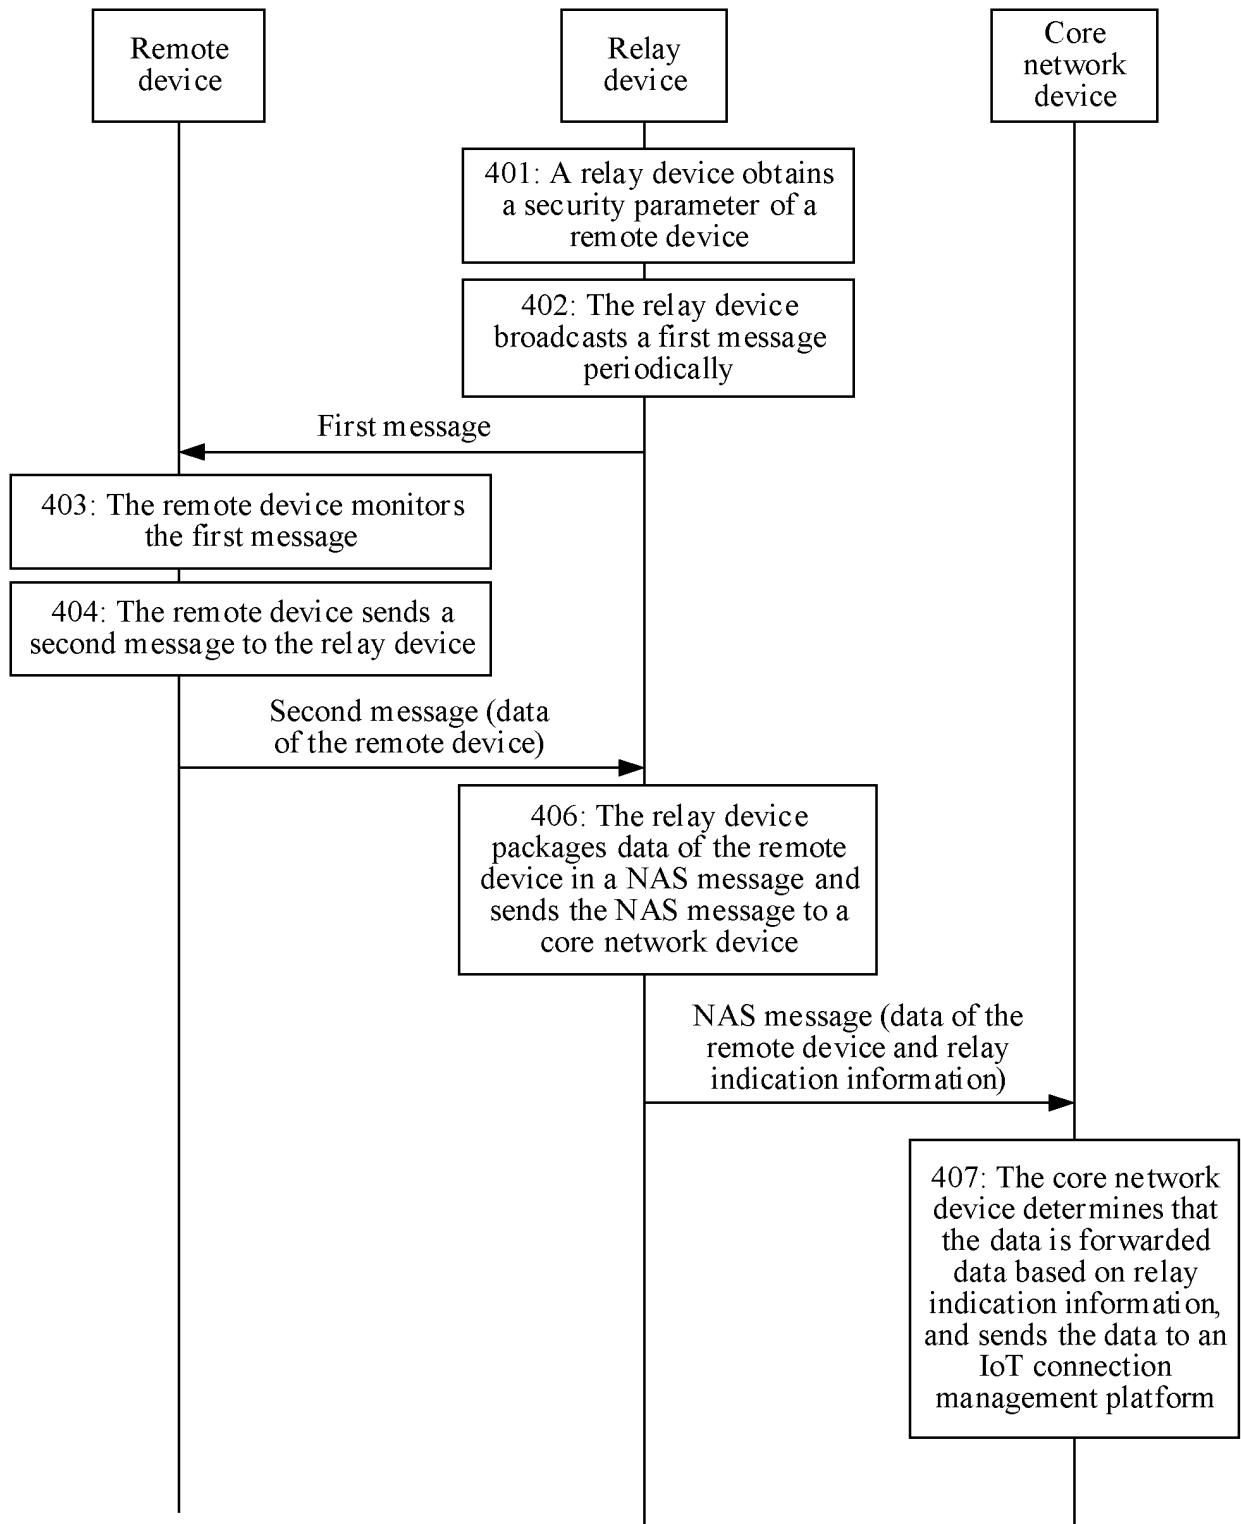 Remote
device
Relay
device
Core
network
device
401: A relay device obtains
a security parameter of a
remote device
402: The relay device
broadcasts a first message
periodically
First message
403: The remote device monitors
the first message
404: The remote device sends a
second message to the relay device
Second message (data
of the remote device)
406: The relay device
packages data of the remote
device in a NAS message and
sends the NAS message to a
core network device
NAS message (data of the
remote device and relay
indication information)
407: The core network
device determines that
the data is forwarded
data based on relay
indication information,
and sends the data to an
IoT connection
management platform